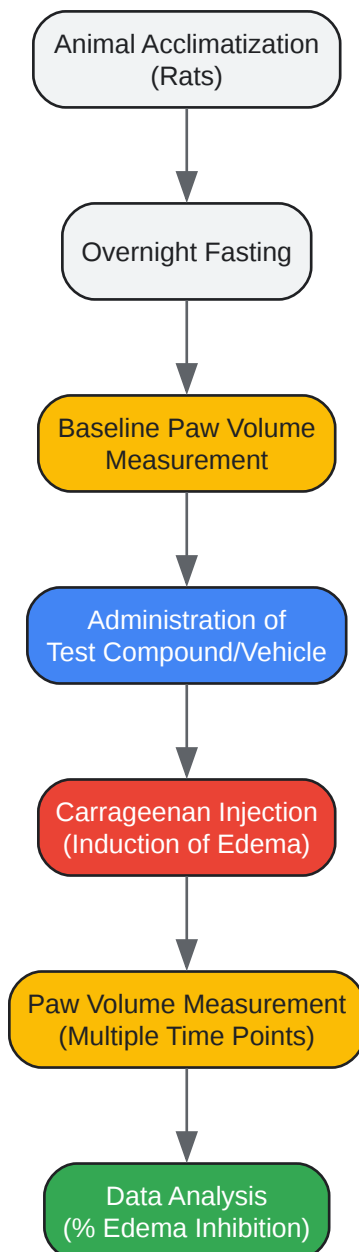 Animal Acclimatization
(Rats)
Overnight Fasting
Baseline Paw Volume
Measurement
Administration of
Test Compound/Vehicle
Carrageenan Injection
(Induction of Edema)
Paw Volume Measurement
(Multiple Time Points)
Data Analysis
(% Edema Inhibition)